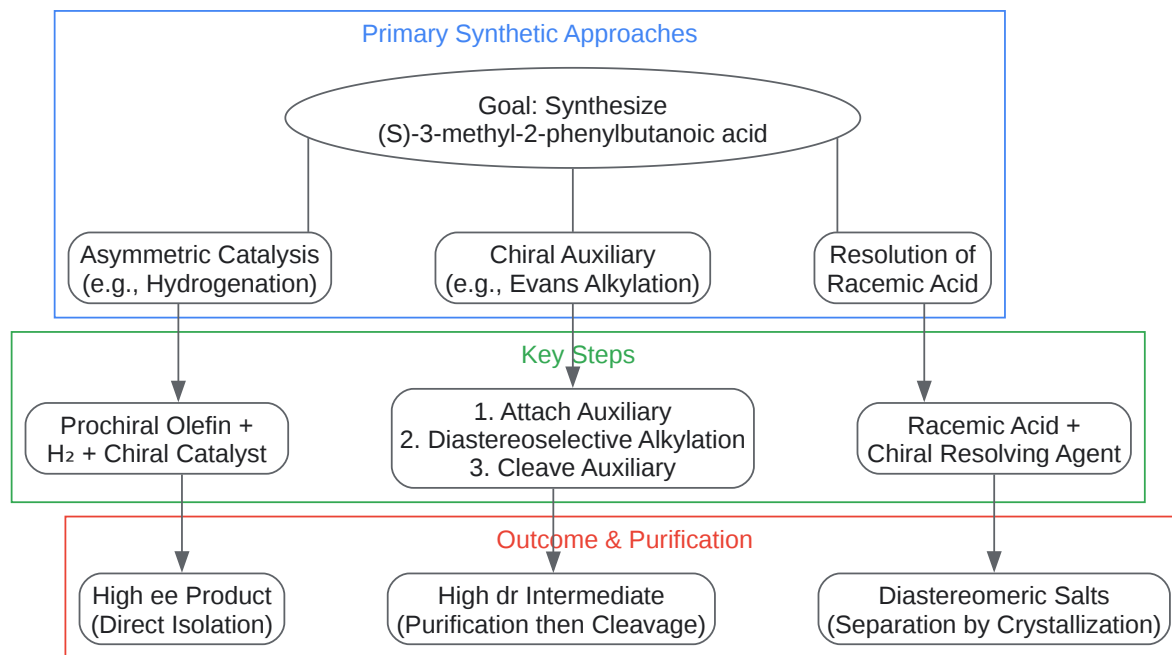 Primary Synthetic Approaches
Goal: Synthesize
(S)-3-methyl-2-phenylbutanoic acid
Asymmetric Catalysis
(e.g., Hydrogenation)
Chiral Auxiliary
(e.g., Evans Alkylation)
Resolution of
Racemic Acid
Key Steps
Prochiral Olefin +
H₂ + Chiral Catalyst
1. Attach Auxiliary
2. Diastereoselective Alkylation
3. Cleave Auxiliary
Racemic Acid +
Chiral Resolving Agent
Outcome & Purification
High ee Product
(Direct Isolation)
High dr Intermediate
(Purification then Cleavage)
Diastereomeric Salts
(Separation by Crystallization)